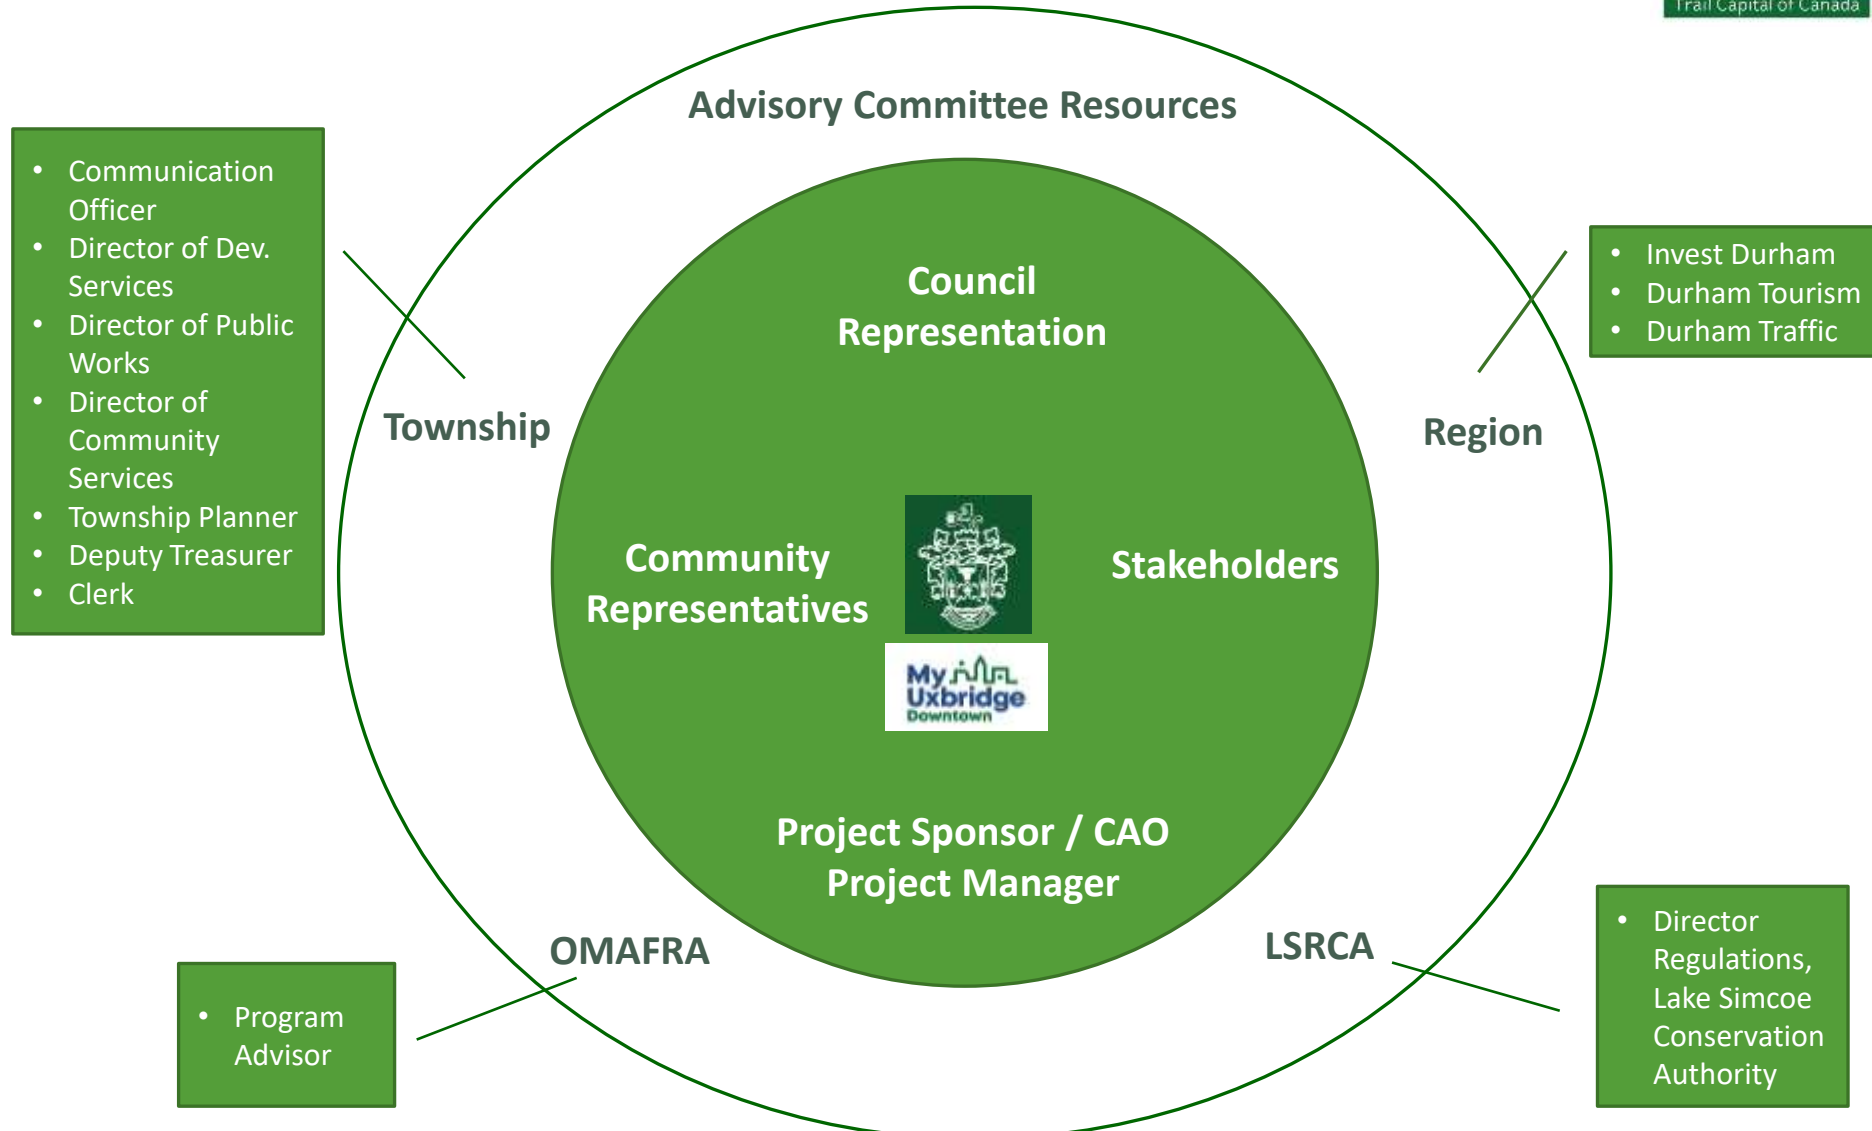 Trail Capital of Canada
Advisory Committee Resources
• Communication
Officer
• Director of Dev.
Services
• Director of Public
Works
• Director of
Community
Services
• Township Planner
• Deputy Treasurer
• Clerk
Council
Representation
• Invest Durham
• Durham Tourism
• Durham Traffic
Township
Region
Community
Representatives
Stakeholders
My
Uxbridge
Downtown
Project Sponsor / CAO
Project Manager
OMAFRA
LSRCA
• Program
Advisor
• Director
Regulations,
Lake Simcoe
Conservation
Authority